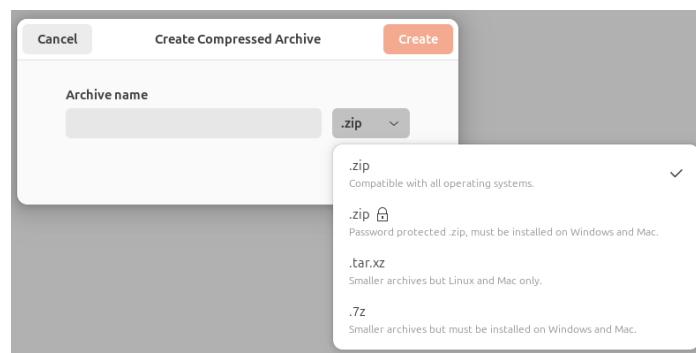 Cancel
Create Compressed Archive
Create
Archive name
.zip
.zip
Compatible with all operating systems.
.zip
Password protected .zip, must be installed on Windows and Mac.
.tar.xz
Smaller archives but Linux and Mac only.
.7z
Smaller archives but must be installed on Windows and Mac.